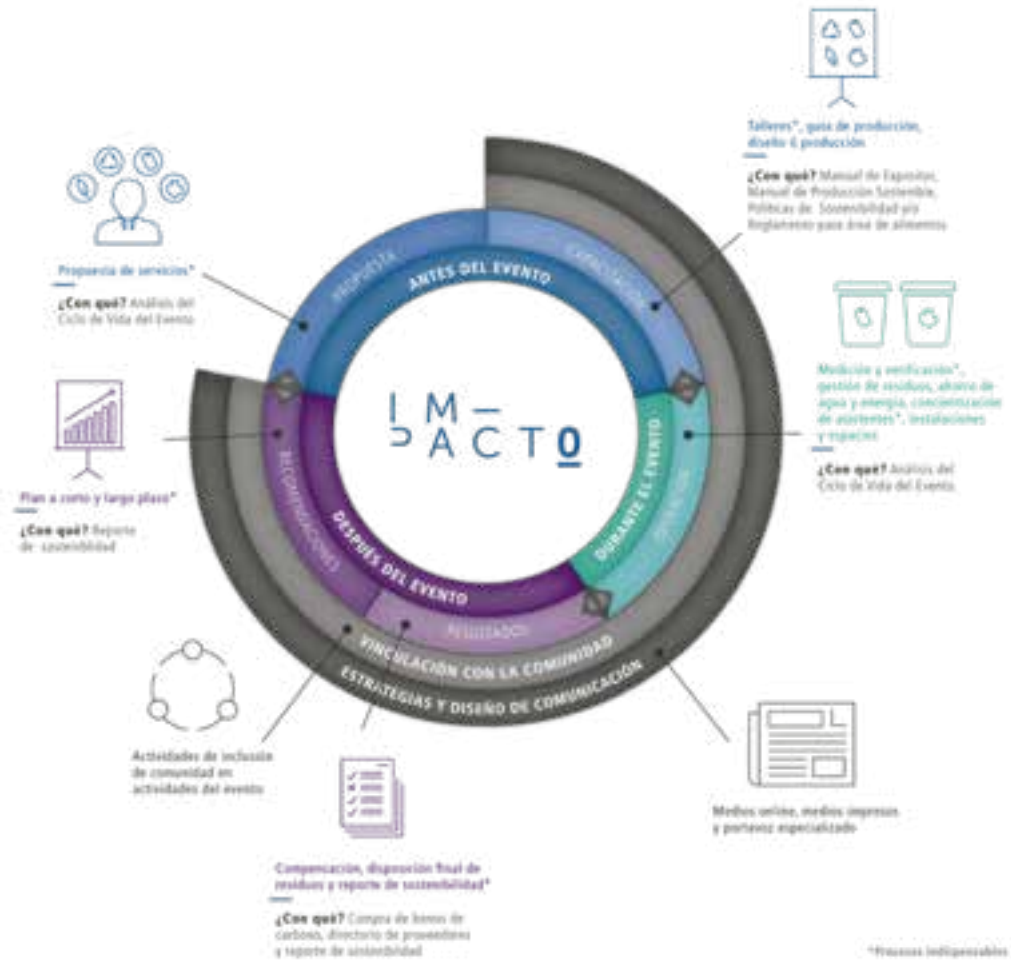 Talleres*, guía de producción,
diseño ó producción
¿Con qué? Manual de Expositor,
Manual de Producción Sostenible,
Políticas de Sostenibilidad y/o
Reglamento para área de alimentos
Propuesta de servicios*
¿Con qué? Análisis del
Ciclo de Vida del Evento
PROPUESTA
CAPACITACIÓN
ANTES DEL EVENTO
Medición y verificación*,
gestión de residuos, ahorro de
agua y energía, concientización
de asistentes*, instalaciones
y espacios
¿Con qué? Análisis del
Ciclo de Vida del Evento.
IM–
PACT0
DURANTE EL EVENTO
Plan a corto y largo plazo*
¿Con qué? Reporte
de sostenibilidad
RECOMENDACIONES
DESPUÉS DEL EVENTO
RESULTADOS
VINCULACIÓN CON LA COMUNIDAD
ESTRATEGIAS Y DISEÑO DE COMUNICACIÓN
Actividades de inclusión
de comunidad en
actividades del evento
Medios online, medios impresos
y portavoz especializado
Compensación, disposición final de
residuos y reporte de sostenibilidad*
¿Con qué? Compra de bonos de
carbono, directorio de proveedores
y reporte de sostenibilidad
*Procesos indispensables